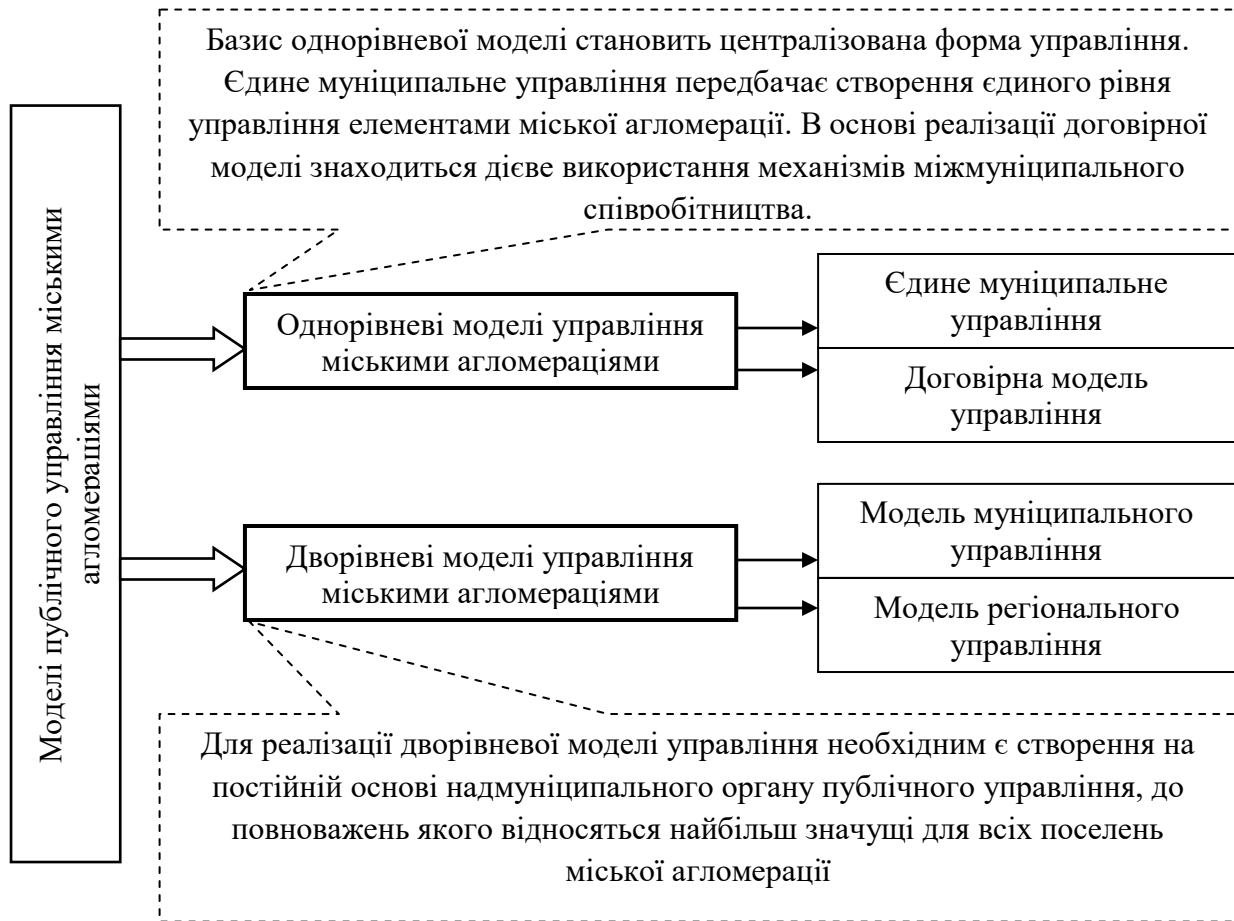 Базис однорівневої моделі становить централізована форма управління.
Єдине муніципальне управління передбачає створення єдиного рівня
управління елементами міської агломерації. В основі реалізації договірної
моделі знаходиться дієве використання механізмів міжмуніципального
співробітництва.
Моделі публічного управління міськими
агломераціями
Однорівневі моделі управління
міськими агломераціями
Єдине муніципальне
управління
Договірна модель
управління
Дворівневі моделі управління
міськими агломераціями
Модель муніципального
управління
Модель регіонального
управління
Для реалізації дворівневої моделі управління необхідним є створення на
постійній основі надмуніципального органу публічного управління, до
повноважень якого відносяться найбільш значущі для всіх поселень
міської агломерації